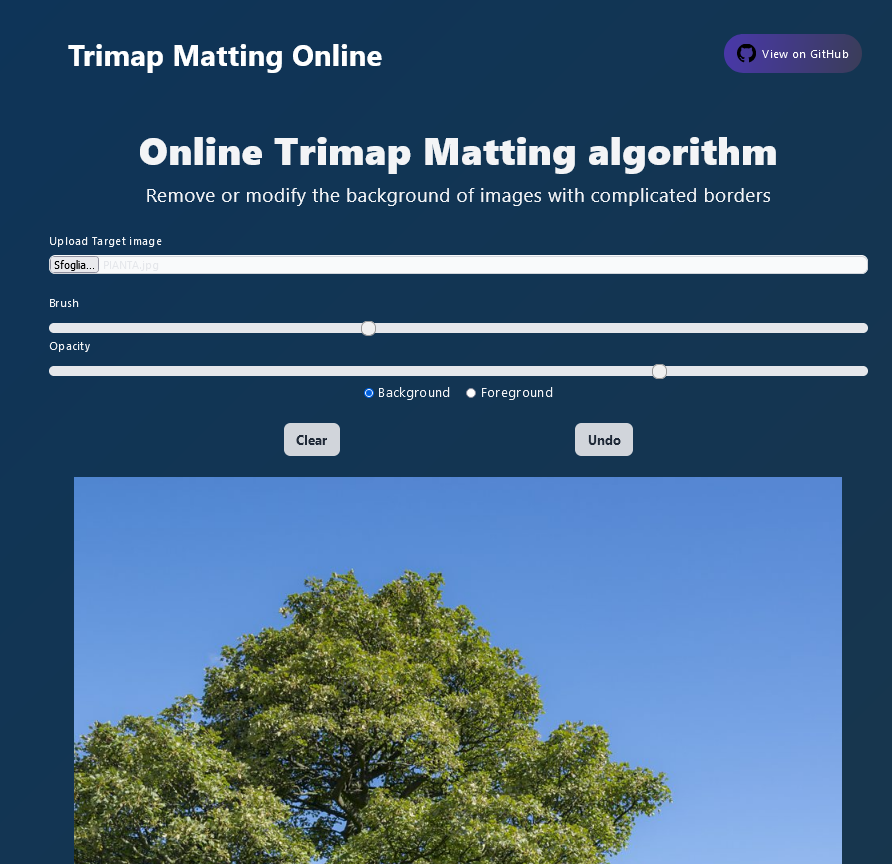 Trimap Matting Online
View on GitHub
Online Trimap Matting algorithm
Remove or modify the background of images with complicated borders
Upload Target image
Sfoglia... PIANTA.jpg
Brush
Opacity
Background Foreground
Clear Undo